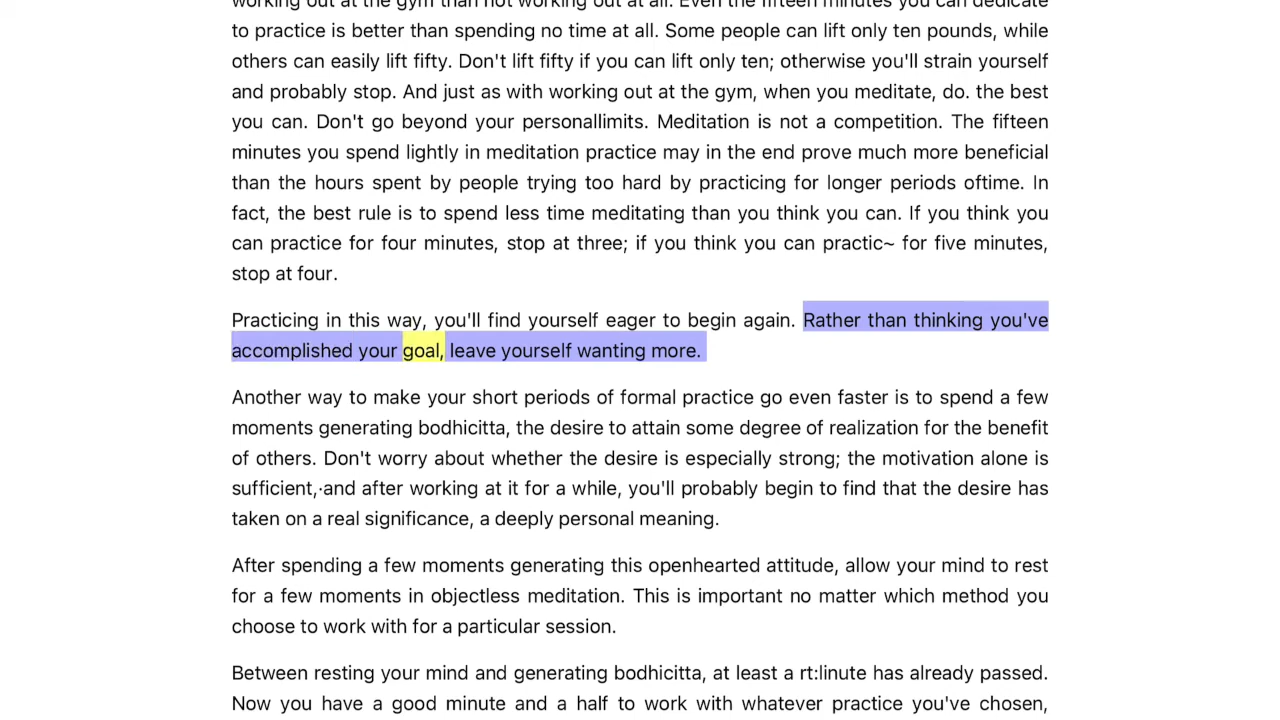 working out at the gym than not working out at all. Even the fifteen minutes you can dedicate
to practice is better than spending no time at all. Some people can lift only ten pounds, while
others can easily lift fifty. Don't lift fifty if you can lift only ten; otherwise you'll strain yourself
and probably stop. And just as with working out at the gym, when you meditate, do. the best
you can. Don't go beyond your personallimits. Meditation is not a competition. The fifteen
minutes you spend lightly in meditation practice may in the end prove much more beneficial
than the hours spent by people trying too hard by practicing for longer periods oftime. In
fact, the best rule is to spend less time meditating than you think you can. If you think you
can practice for four minutes, stop at three; if you think you can practic~ for five minutes,
stop at four.
Practicing in this way, you'll find yourself eager to begin again. Rather than thinking you've
accomplished your goal, leave yourself wanting more.
Another way to make your short periods of formal practice go even faster is to spend a few
moments generating bodhicitta, the desire to attain some degree of realization for the benefit
of others. Don't worry about whether the desire is especially strong; the motivation alone is
sufficient,·and after working at it for a while, you'll probably begin to find that the desire has
taken on a real significance, a deeply personal meaning.
After spending a few moments generating this openhearted attitude, allow your mind to rest
for a few moments in objectless meditation. This is important no matter which method you
choose to work with for a particular session.
Between resting your mind and generating bodhicitta, at least a rt:linute has already passed.
Now you have a good minute and a half to work with whatever practice you've chosen,